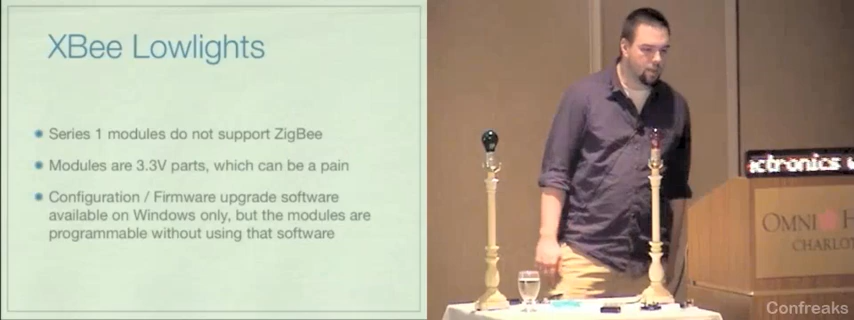 XBee Lowlights
Series 1 modules do not support ZigBee
Modules are 3.3V parts, which can be a pain
Configuration / Firmware upgrade software
available on Windows only, but the modules are
programmable without using that software
ctronics
OMNI H
CHARLOT
Confreaks